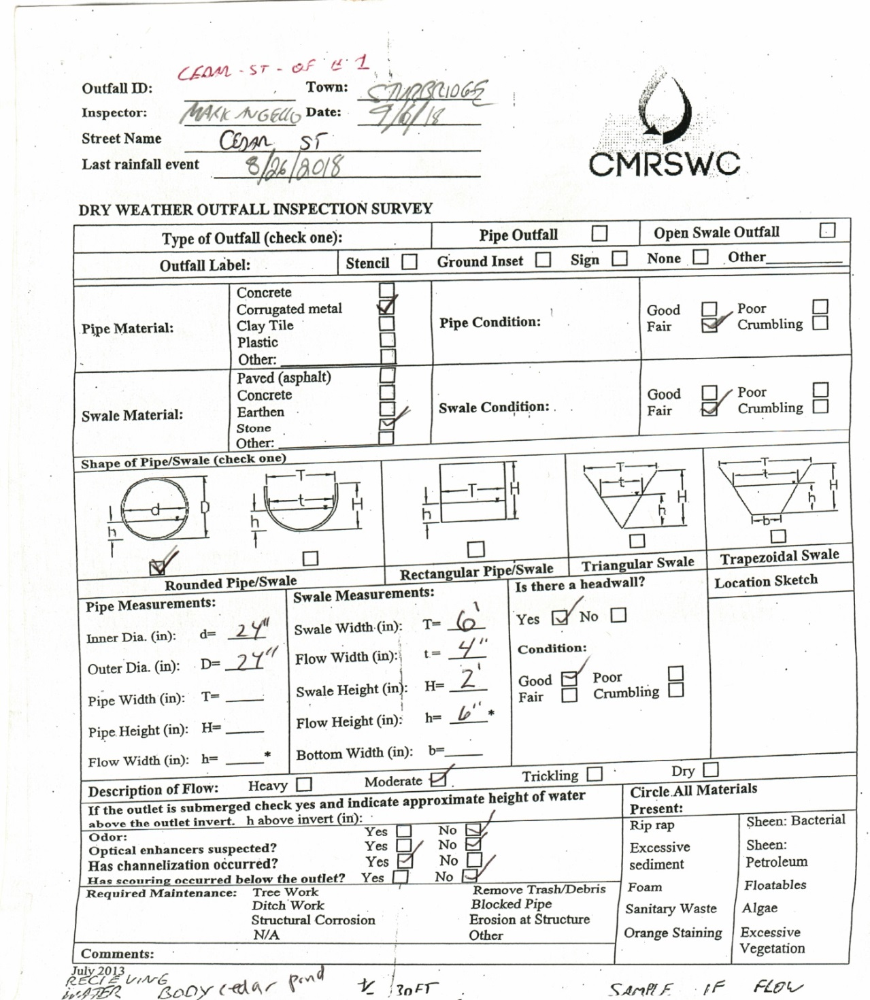 CEDAR - ST - OF # 1
Outfall ID: Town: STURBRIDGE
Inspector: MARK ANGELLO Date: 9/6/18
Street Name CEDAR ST
Last rainfall event 8/26/2018
CMRSWC
DRY WEATHER OUTFALL INSPECTION SURVEY
Type of Outfall (check one): Pipe Outfall Open Swale Outfall
Outfall Label: Stencil Ground Inset Sign None Other
Pipe Material:
Concrete
Corrugated metal
Clay Tile
Plastic
Other:
Pipe Condition:
Good Poor
Fair Crumbling
Swale Material:
Paved (asphalt)
Concrete
Earthen
Stone
Other:
Swale Condition:
Good Poor
Fair Crumbling
Shape of Pipe/Swale (check one)
d D h
T t H h
T H h
T t H h
T t H h b
Rounded Pipe/Swale Rectangular Pipe/Swale Triangular Swale Trapezoidal Swale
Pipe Measurements:
Inner Dia. (in): d= 24"
Outer Dia. (in): D= 24"
Pipe Width (in): T=
Pipe Height (in): H=
Flow Width (in): h= *
Swale Measurements:
Swale Width (in): T= 6'
Flow Width (in): t= 4"
Swale Height (in): H= 2'
Flow Height (in): h= 6" *
Bottom Width (in): b=
Is there a headwall?
Yes No
Condition:
Good Poor
Fair Crumbling
Location Sketch
Description of Flow: Heavy Moderate Trickling Dry
If the outlet is submerged check yes and indicate approximate height of water
above the outlet invert. h above invert (in):
Odor: Yes No
Optical enhancers suspected? Yes No
Has channelization occurred? Yes No
Has scouring occurred below the outlet? Yes No
Required Maintenance: Tree Work Remove Trash/Debris
Ditch Work Blocked Pipe
Structural Corrosion Erosion at Structure
N/A Other
Circle All Materials
Present:
Rip rap
Excessive
sediment
Foam
Sanitary Waste
Orange Staining
Sheen: Bacterial
Sheen:
Petroleum
Floatables
Algae
Excessive
Vegetation
Comments:
July 2013
RECIEVING
WATER BODY cedar pond ± 30FT SAMPLE IF FLOW